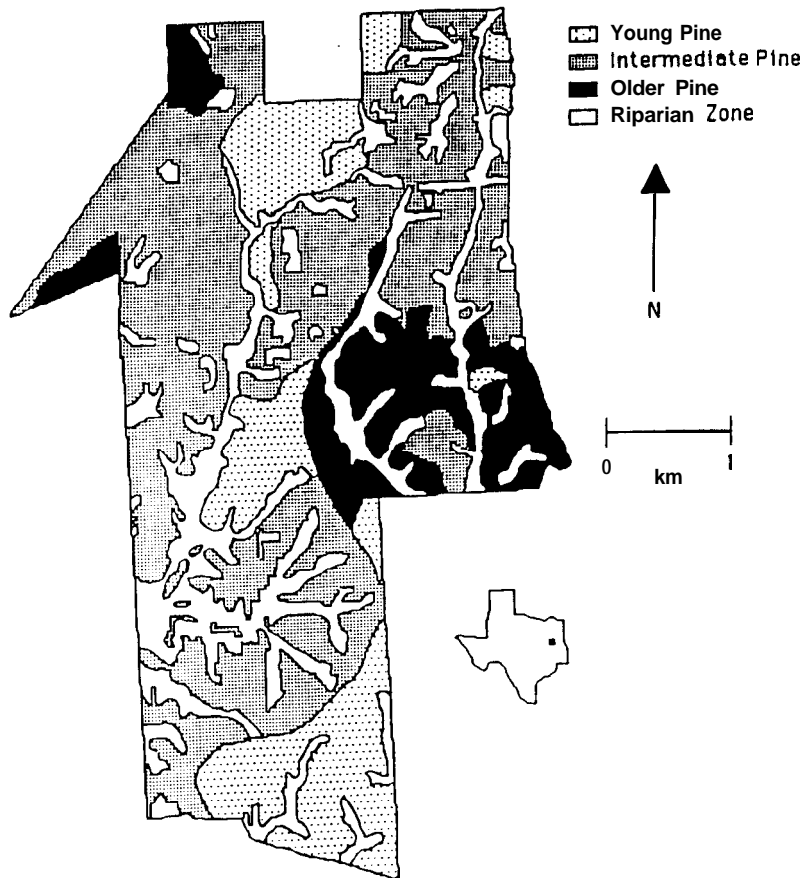 Young Pine
Intermediate Pine
Older Pine
Riparian Zone
N
0 1
km